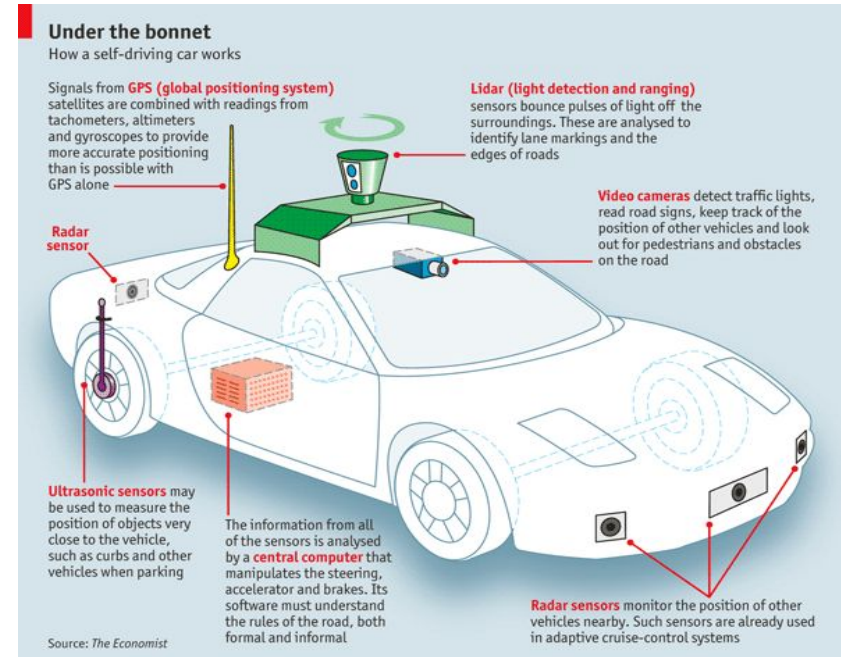 Under the bonnet
How a self-driving car works
Signals from GPS (global positioning system)
satellites are combined with readings from
tachometers, altimeters
and gyroscopes to provide
more accurate positioning
than is possible with
GPS alone
Lidar (light detection and ranging)
sensors bounce pulses of light off the
surroundings. These are analysed to
identify lane markings and the
edges of roads
Video cameras detect traffic lights,
read road signs, keep track of the
position of other vehicles and look
out for pedestrians and obstacles
on the road
Radar
sensor
Ultrasonic sensors may
be used to measure the
position of objects very
close to the vehicle,
such as curbs and other
vehicles when parking
The information from all
of the sensors is analysed
by a central computer that
manipulates the steering,
accelerator and brakes. Its
software must understand
the rules of the road, both
formal and informal
Radar sensors monitor the position of other
vehicles nearby. Such sensors are already used
in adaptive cruise-control systems
Source: The Economist